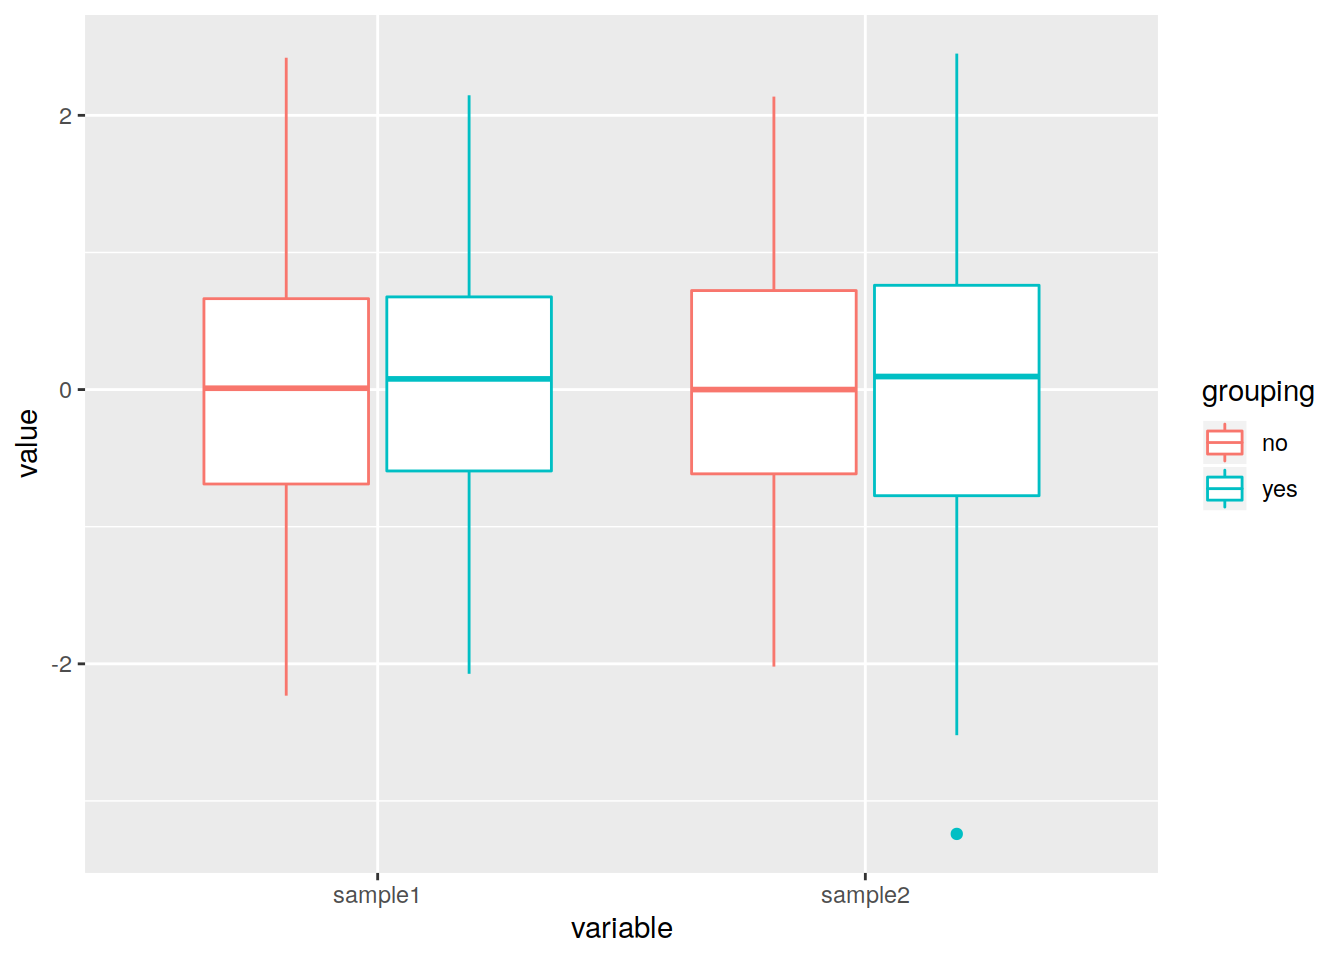 value
2
0
-2
sample1
sample2
variable
grouping
no
yes